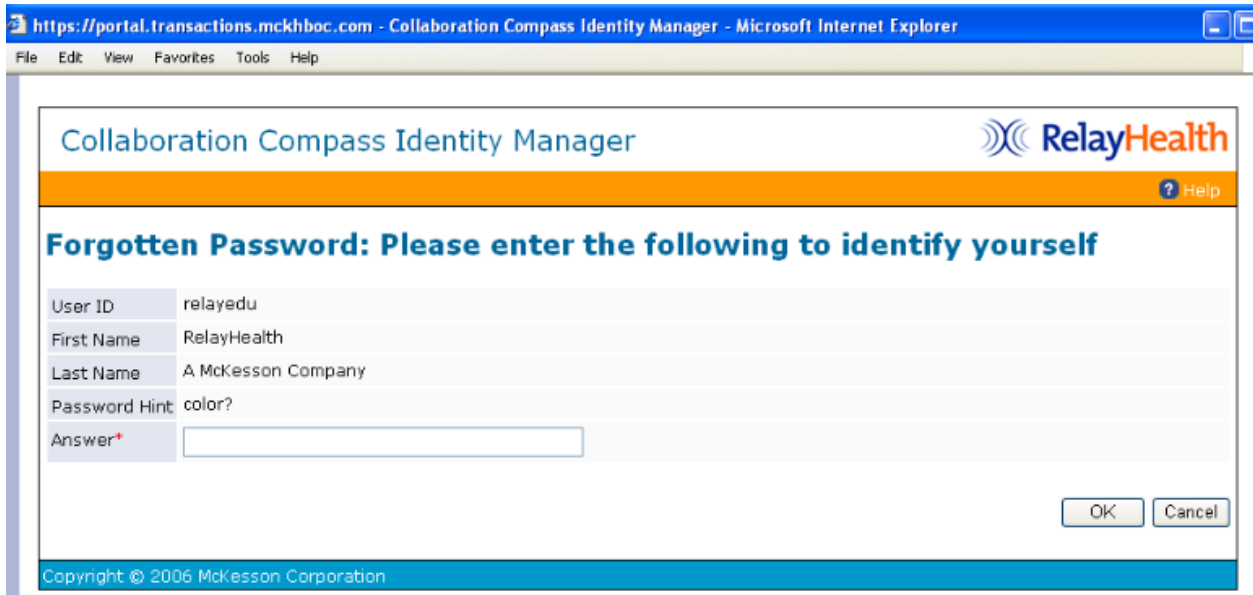 https://portal.transactions.mckhboc.com - Collaboration Compass Identity Manager - Microsoft Internet Explorer
File Edit View Favorites Tools Help
Collaboration Compass Identity Manager RelayHealth
? Help
Forgotten Password: Please enter the following to identify yourself
User ID relayedu
First Name RelayHealth
Last Name A McKesson Company
Password Hint color?
Answer*
OK Cancel
Copyright © 2006 McKesson Corporation